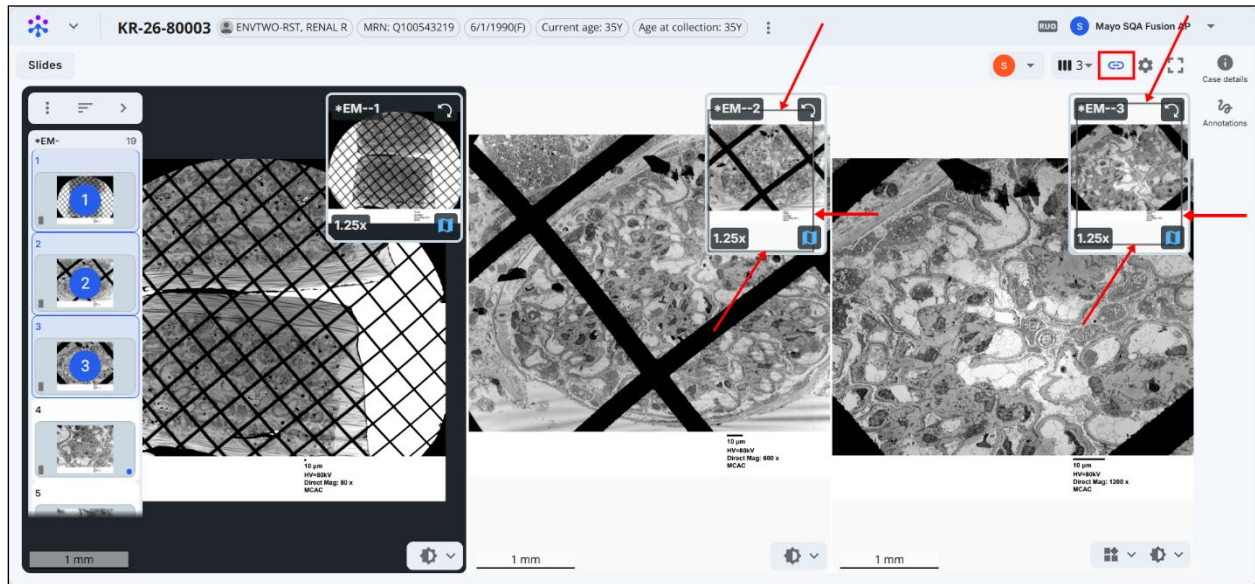 KR-26-80003 ENVTWO-RST, RENAL R MRN: Q100543219 6/1/1990(F) Current age: 35Y Age at collection: 35Y RUO S Mayo SQA Fusion AP
Slides S 3 Case details
Annotations
*EM- 19
1
1
2
2
3
3
4
5
*EM--1
1.25x
10 µm
HV=80kV
Direct Mag: 80 x
MCAC
1 mm
*EM--2
1.25x
10 µm
HV=80kV
Direct Mag: 600 x
MCAC
1 mm
*EM--3
1.25x
10 µm
HV=80kV
Direct Mag: 1200 x
MCAC
1 mm